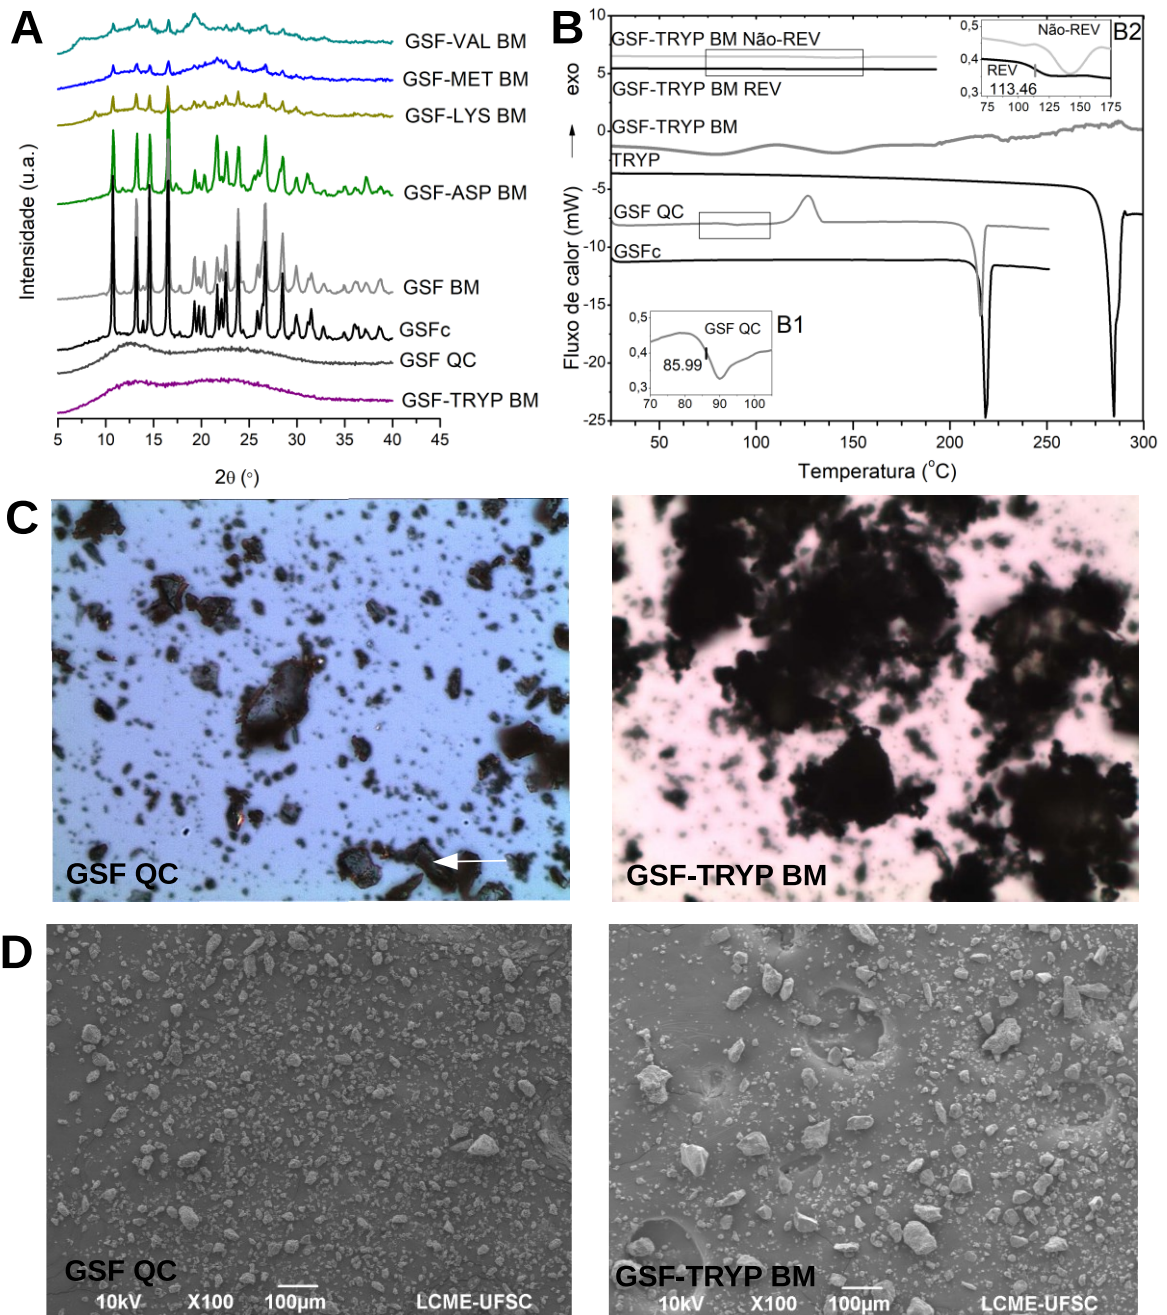 A
GSF-VAL BM
GSF-MET BM
GSF-LYS BM
GSF-ASP BM
GSF BM
GSFc
GSF QC
GSF-TRYP BM
Intensidade (u.a.)
5 10 15 20 25 30 35 40 45
2θ (°)
B
10
5
0
-5
-10
-15
-20
-25
exo
Fluxo de calor (mW)
GSF-TRYP BM Não-REV
GSF-TRYP BM REV
GSF-TRYP BM
TRYP
GSF QC
GSFc
B2
0,5
0,4
0,3
Não-REV
REV
113.46
75 100 125 150 175
B1
0,5
0,4
0,3
GSF QC
85.99
70 80 90 100
50 100 150 200 250 300
Temperatura (°C)
C
GSF QC
GSF-TRYP BM
D
GSF QC
10kV X100 100µm LCME-UFSC
GSF-TRYP BM
10kV X100 100µm LCME-UFSC